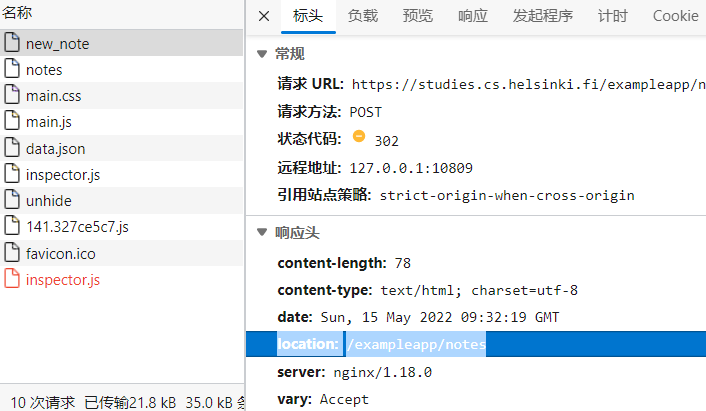 名称
new_note
notes
main.css
main.js
data.json
inspector.js
unhide
141.327ce5c7.js
favicon.ico
inspector.js
10 次请求 已传输21.8 kB 35.0 kB
标头 负载 预览 响应 发起程序 计时 Cookie
常规
请求 URL: https://studies.cs.helsinki.fi/exampleapp/n
请求方法: POST
状态代码: 302
远程地址: 127.0.0.1:10809
引用站点策略: strict-origin-when-cross-origin
响应头
content-length: 78
content-type: text/html; charset=utf-8
date: Sun, 15 May 2022 09:32:19 GMT
location: /exampleapp/notes
server: nginx/1.18.0
vary: Accept